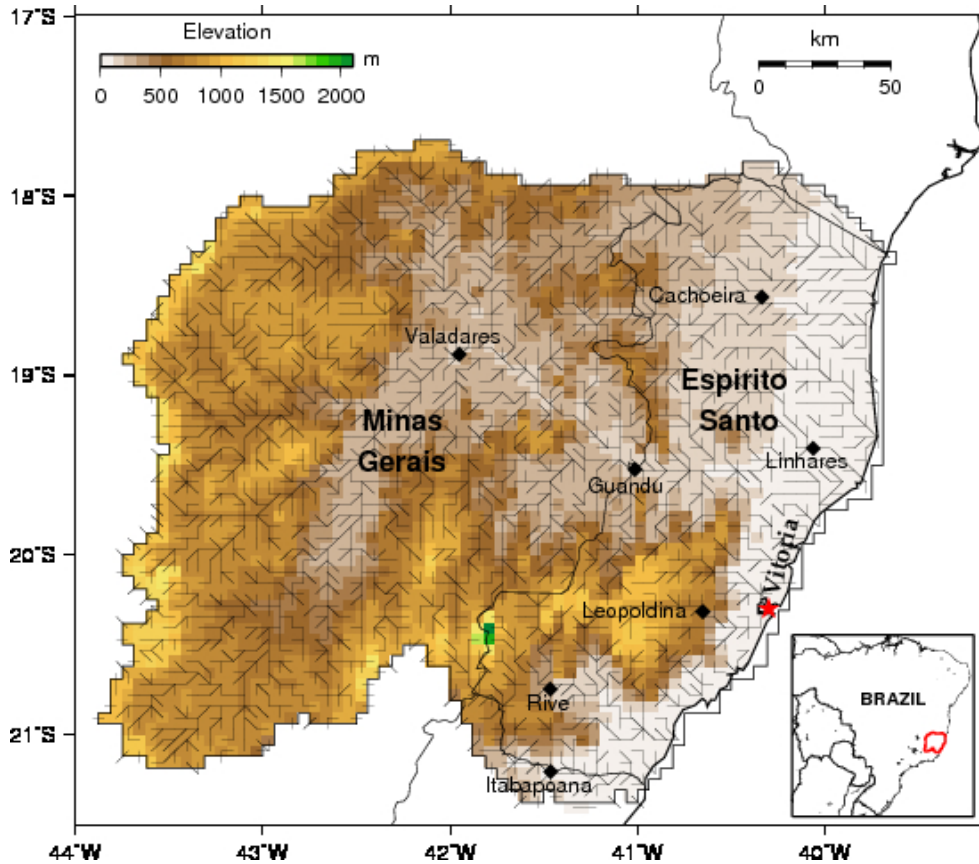 17°S
Elevation
m
0 500 1000 1500 2000
km
0 50
18°S
Cachoeira
Valadares
19°S
Espirito
Santo
Minas
Gerais
Linhares
Guandu
20°S
Vitoria
Leopoldina
BRAZIL
Rive
21°S
Itabapoana
44°W 43°W 42°W 41°W 40°W